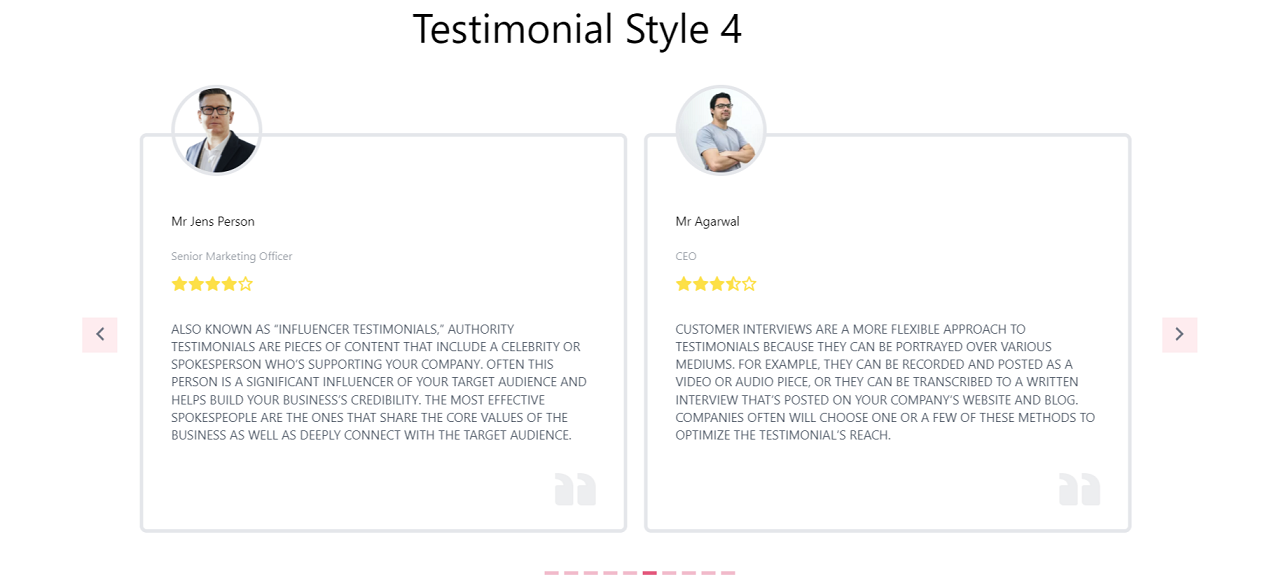 Testimonial Style 4
Mr Jens Person
Senior Marketing Officer
ALSO KNOWN AS “INFLUENCER TESTIMONIALS,” AUTHORITY
TESTIMONIALS ARE PIECES OF CONTENT THAT INCLUDE A CELEBRITY OR
SPOKESPERSON WHO’S SUPPORTING YOUR COMPANY. OFTEN THIS
PERSON IS A SIGNIFICANT INFLUENCER OF YOUR TARGET AUDIENCE AND
HELPS BUILD YOUR BUSINESS’S CREDIBILITY. THE MOST EFFECTIVE
SPOKESPEOPLE ARE THE ONES THAT SHARE THE CORE VALUES OF THE
BUSINESS AS WELL AS DEEPLY CONNECT WITH THE TARGET AUDIENCE.
Mr Agarwal
CEO
CUSTOMER INTERVIEWS ARE A MORE FLEXIBLE APPROACH TO
TESTIMONIALS BECAUSE THEY CAN BE PORTRAYED OVER VARIOUS
MEDIUMS. FOR EXAMPLE, THEY CAN BE RECORDED AND POSTED AS A
VIDEO OR AUDIO PIECE, OR THEY CAN BE TRANSCRIBED TO A WRITTEN
INTERVIEW THAT’S POSTED ON YOUR COMPANY’S WEBSITE AND BLOG.
COMPANIES OFTEN WILL CHOOSE ONE OR A FEW OF THESE METHODS TO
OPTIMIZE THE TESTIMONIAL’S REACH.